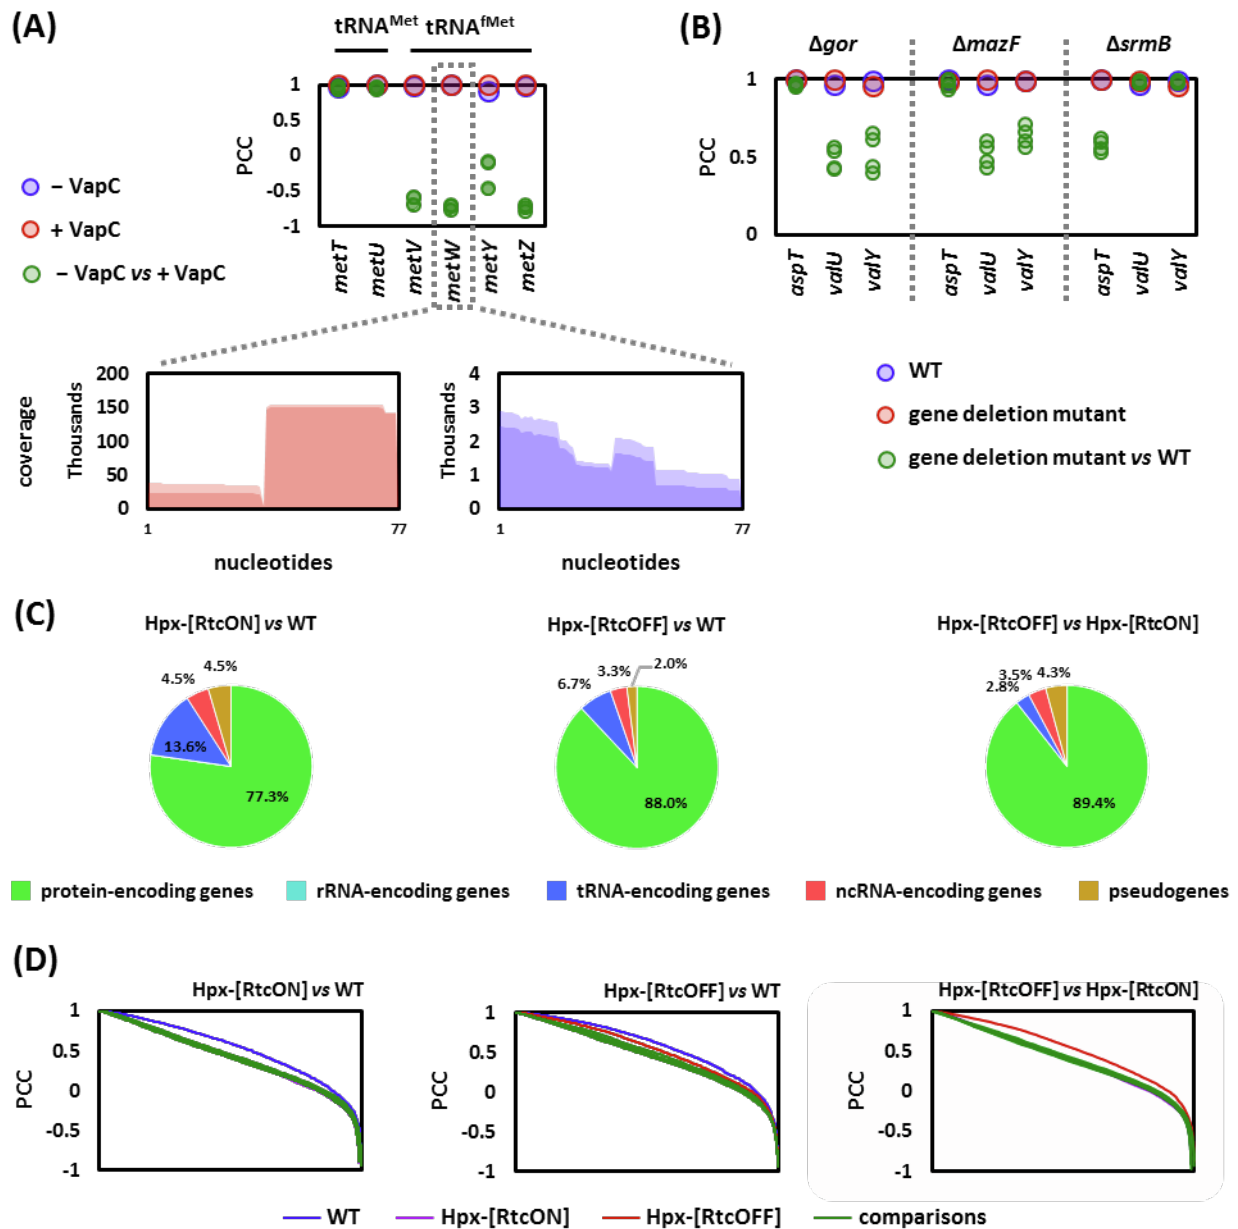 (A)
tRNA^Met tRNA^fMet
1
0.5
0
-0.5
-1
PCC
metT
metU
metV
metW
metY
metZ
– VapC
+ VapC
– VapC vs + VapC
coverage
Thousands
200
150
100
50
0
1
77
nucleotides
Thousands
4
3
2
1
0
1
77
nucleotides
(B)
Δgor ΔmazF ΔsrmB
1
0.5
0
PCC
aspT
valU
valY
aspT
valU
valY
aspT
valU
valY
WT
gene deletion mutant
gene deletion mutant vs WT
(C)
Hpx-[RtcON] vs WT
4.5%
4.5%
13.6%
77.3%
Hpx-[RtcOFF] vs WT
6.7%
3.3%
2.0%
88.0%
Hpx-[RtcOFF] vs Hpx-[RtcON]
3.5%
4.3%
2.8%
89.4%
protein-encoding genes
rRNA-encoding genes
tRNA-encoding genes
ncRNA-encoding genes
pseudogenes
(D)
Hpx-[RtcON] vs WT
1
0.5
0
-0.5
-1
PCC
Hpx-[RtcOFF] vs WT
1
0.5
0
-0.5
-1
PCC
Hpx-[RtcOFF] vs Hpx-[RtcON]
1
0.5
0
-0.5
-1
PCC
WT
Hpx-[RtcON]
Hpx-[RtcOFF]
comparisons